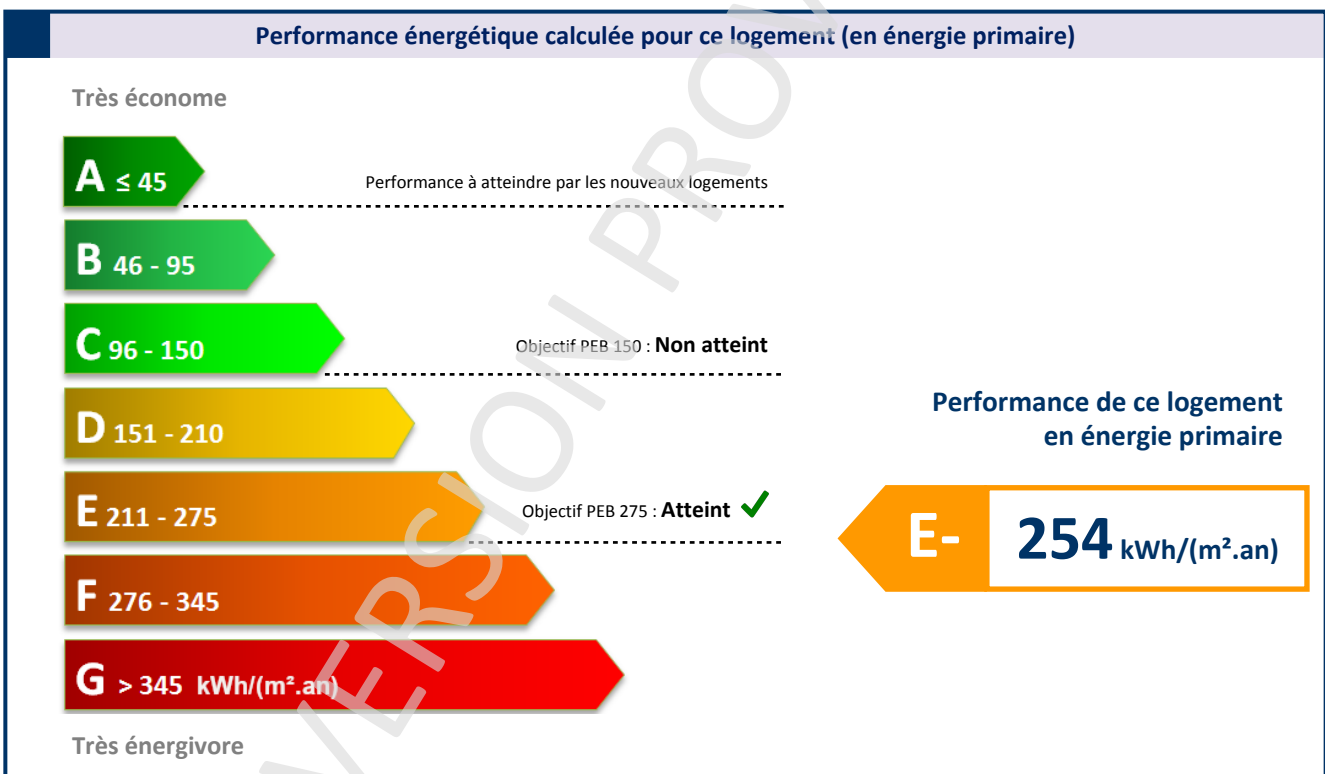 Performance énergétique calculée pour ce logement (en énergie primaire)
Très économe
A ≤ 45
Performance à atteindre par les nouveaux logements
B 46 - 95
C 96 - 150
Objectif PEB 150 : Non atteint
D 151 - 210
Performance de ce logement
en énergie primaire
E 211 - 275
Objectif PEB 275 : Atteint ✓
E- 254 kWh/(m².an)
F 276 - 345
G > 345 kWh/(m².an)
Très énergivore
VERSION PROV